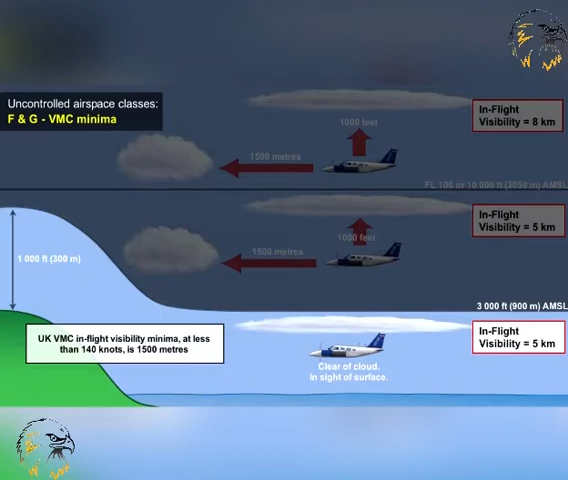 Uncontrolled airspace classes:
F & G - VMC minima
In-Flight
Visibility = 8 km
1000 feet
1500 metres
FL 100 or 10 000 ft (3050 m) AMSL
In-Flight
Visibility = 5 km
1000 feet
1500 metres
1 000 ft (300 m)
3 000 ft (900 m) AMSL
UK VMC in-flight visibility minima, at less
than 140 knots, is 1500 metres
In-Flight
Visibility = 5 km
Clear of cloud.
In sight of surface.